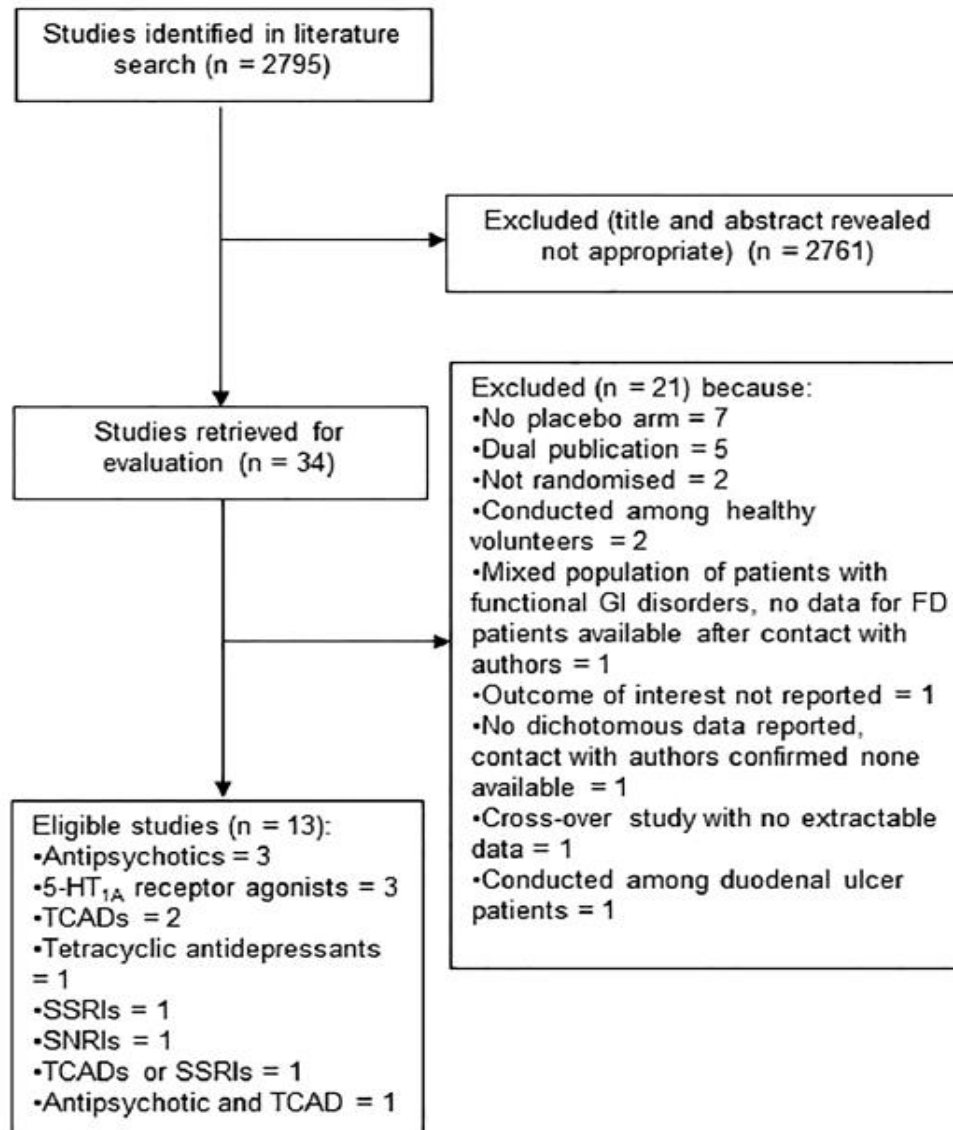 Studies identified in literature
search (n = 2795)
Excluded (title and abstract revealed
not appropriate) (n = 2761)
Studies retrieved for
evaluation (n = 34)
Excluded (n = 21) because:
•No placebo arm = 7
•Dual publication = 5
•Not randomised = 2
•Conducted among healthy
volunteers = 2
•Mixed population of patients with
functional GI disorders, no data for FD
patients available after contact with
authors = 1
•Outcome of interest not reported = 1
•No dichotomous data reported,
contact with authors confirmed none
available = 1
•Cross-over study with no extractable
data = 1
•Conducted among duodenal ulcer
patients = 1
Eligible studies (n = 13):
•Antipsychotics = 3
•5-HT₁A receptor agonists = 3
•TCADs = 2
•Tetracyclic antidepressants
= 1
•SSRIs = 1
•SNRIs = 1
•TCADs or SSRIs = 1
•Antipsychotic and TCAD = 1